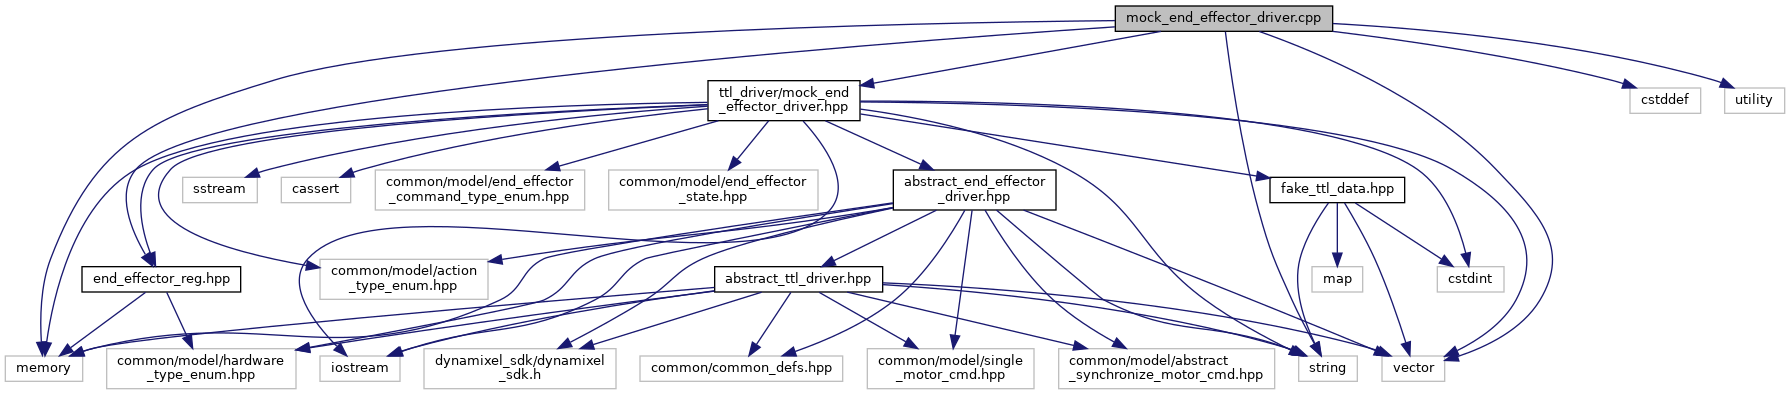 mock_end_effector_driver.cpp
ttl_driver/mock_end
_effector_driver.hpp
cstddef
utility
sstream
cassert
common/model/end_effector
_command_type_enum.hpp
common/model/end_effector
_state.hpp
abstract_end_effector
_driver.hpp
fake_ttl_data.hpp
end_effector_reg.hpp
common/model/action
_type_enum.hpp
abstract_ttl_driver.hpp
map
cstdint
memory
common/model/hardware
_type_enum.hpp
iostream
dynamixel_sdk/dynamixel
_sdk.h
common/common_defs.hpp
common/model/single
_motor_cmd.hpp
common/model/abstract
_synchronize_motor_cmd.hpp
string
vector